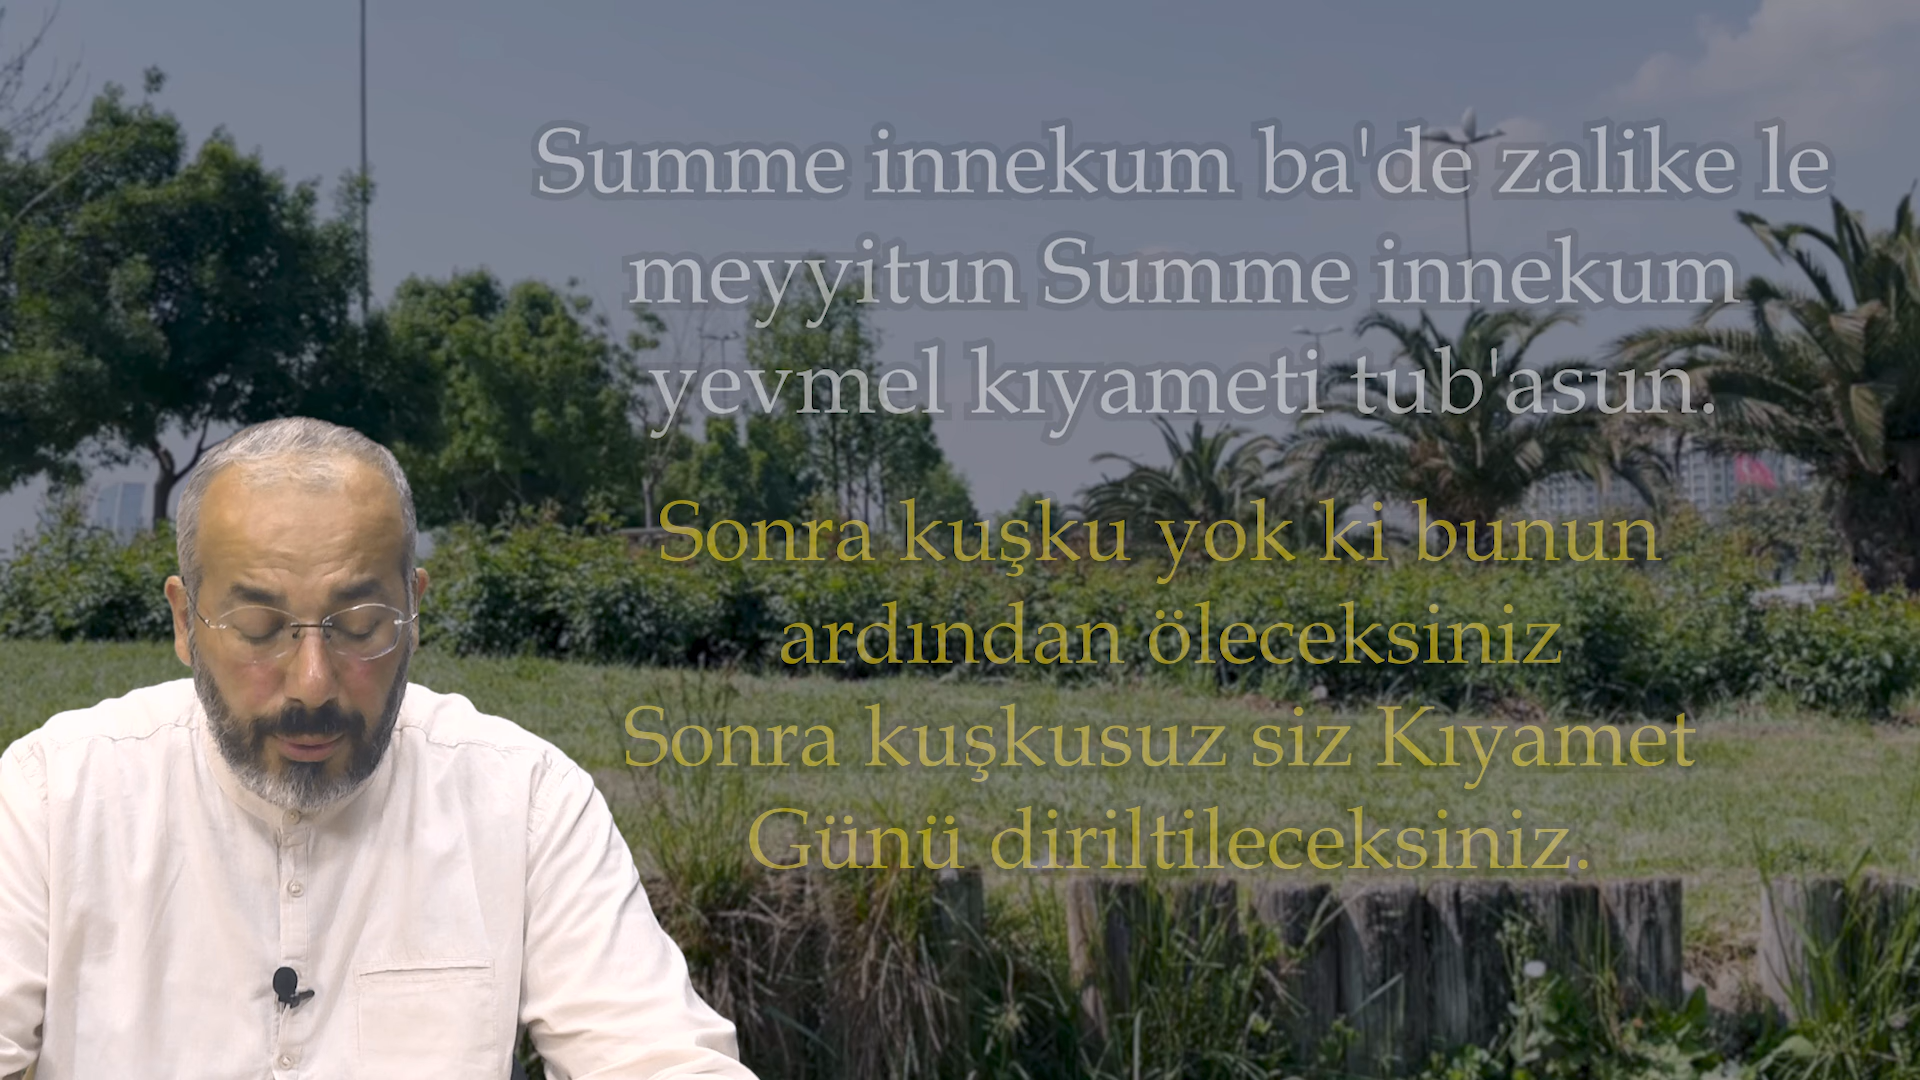 Summe innekum ba'de zalike le
meyyitun Summe innekum
yevmel kıyameti tub'asun.
Sonra kuşku yok ki bunun
ardından öleceksiniz
Sonra kuşkusuz siz Kıyamet
Günü diriltileceksiniz.